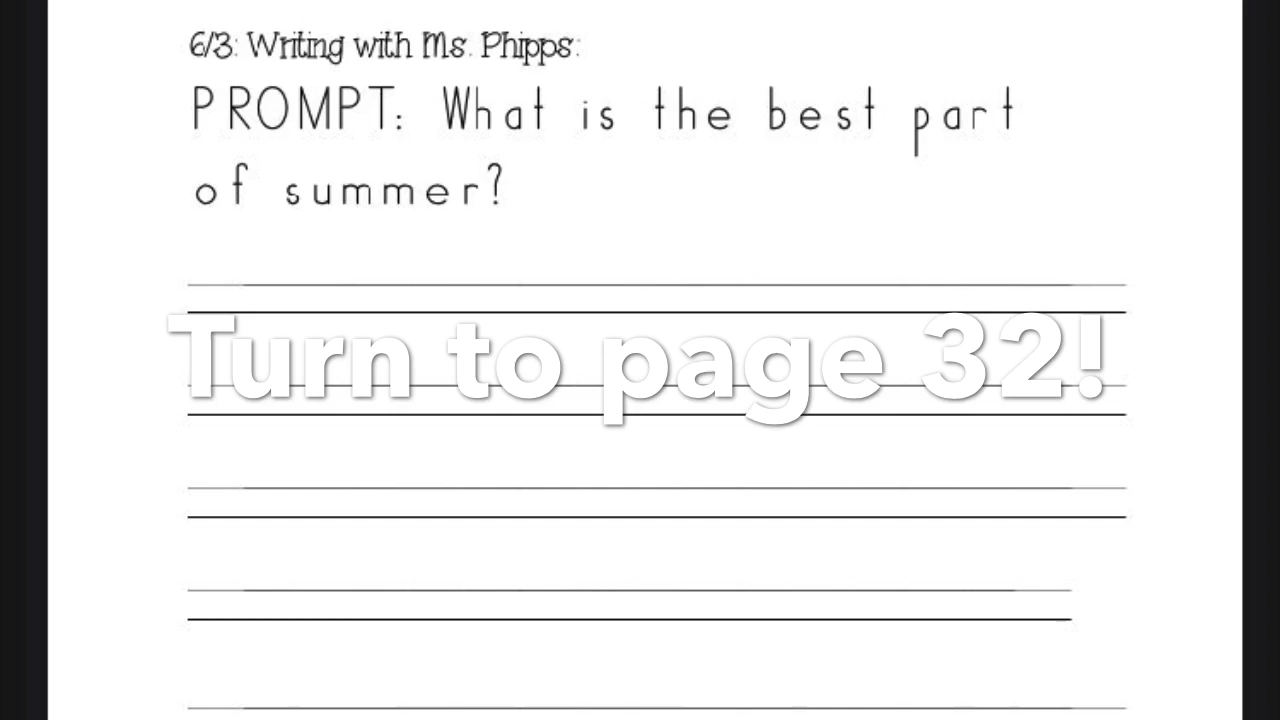 6/3: Writing with Ms. Phipps:
PROMPT: What is the best part
of summer?
Turn to page 32!